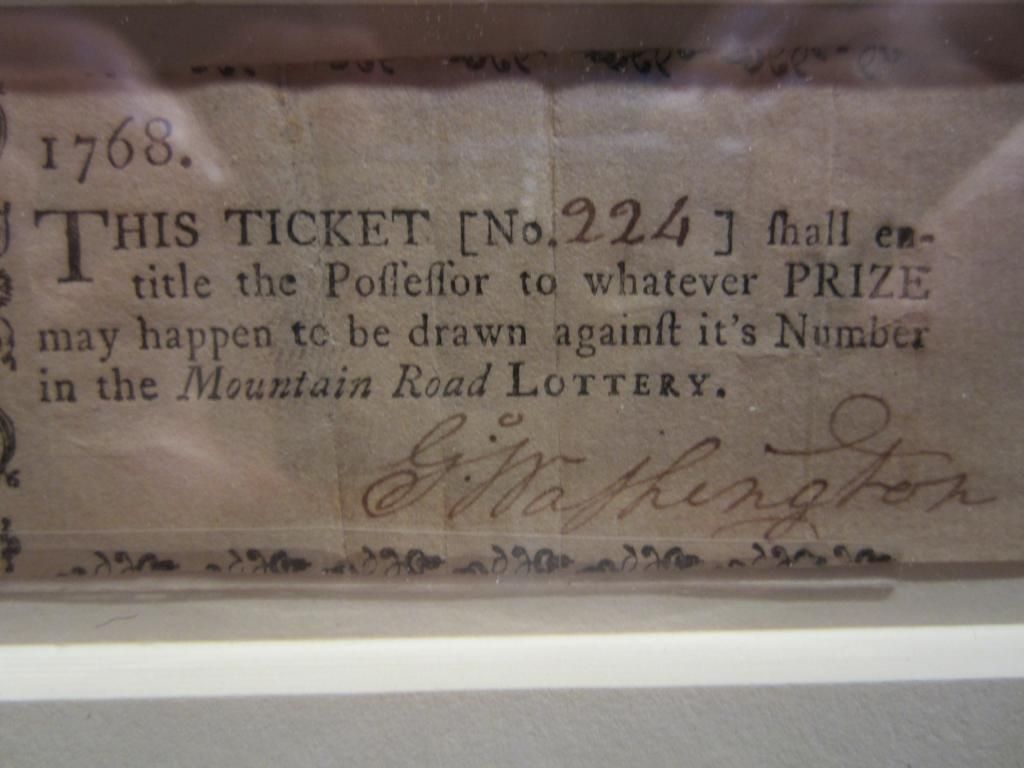 1768.
THIS TICKET [No. 224] ſhall en-
title the Poſſeſſor to whatever PRIZE
may happen to be drawn againſt it's Number
in the Mountain Road LOTTERY.
Go. Waſhington